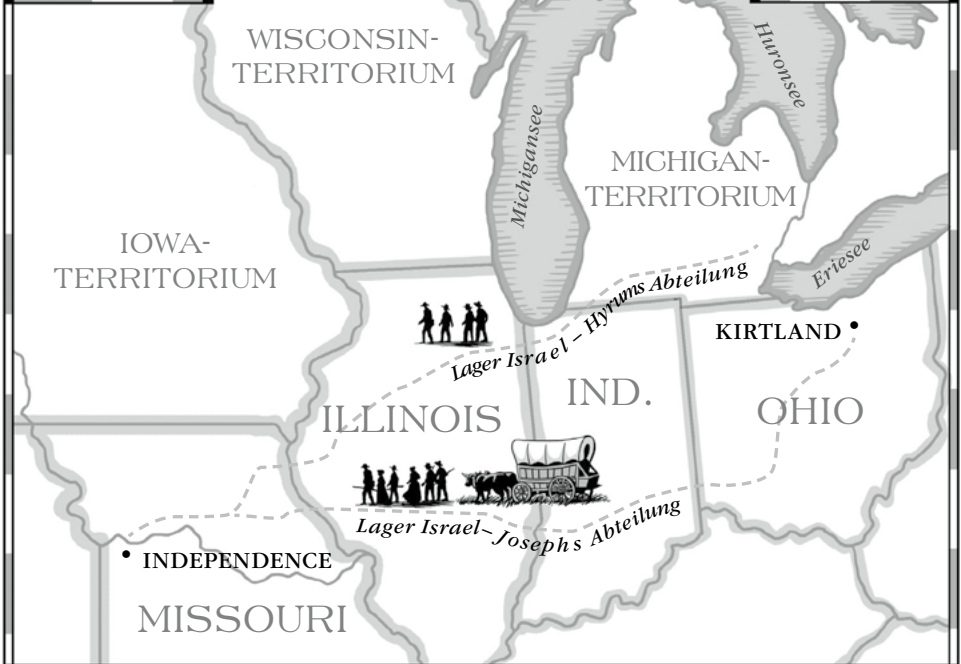 WISCONSIN-
TERRITORIUM
Huronsee
Michigansee
MICHIGAN-
TERRITORIUM
IOWA-
TERRITORIUM
Eriesee
Lager Israel – Hyrums Abteilung
KIRTLAND
IND.
ILLINOIS
OHIO
Lager Israel – Josephs Abteilung
INDEPENDENCE
MISSOURI